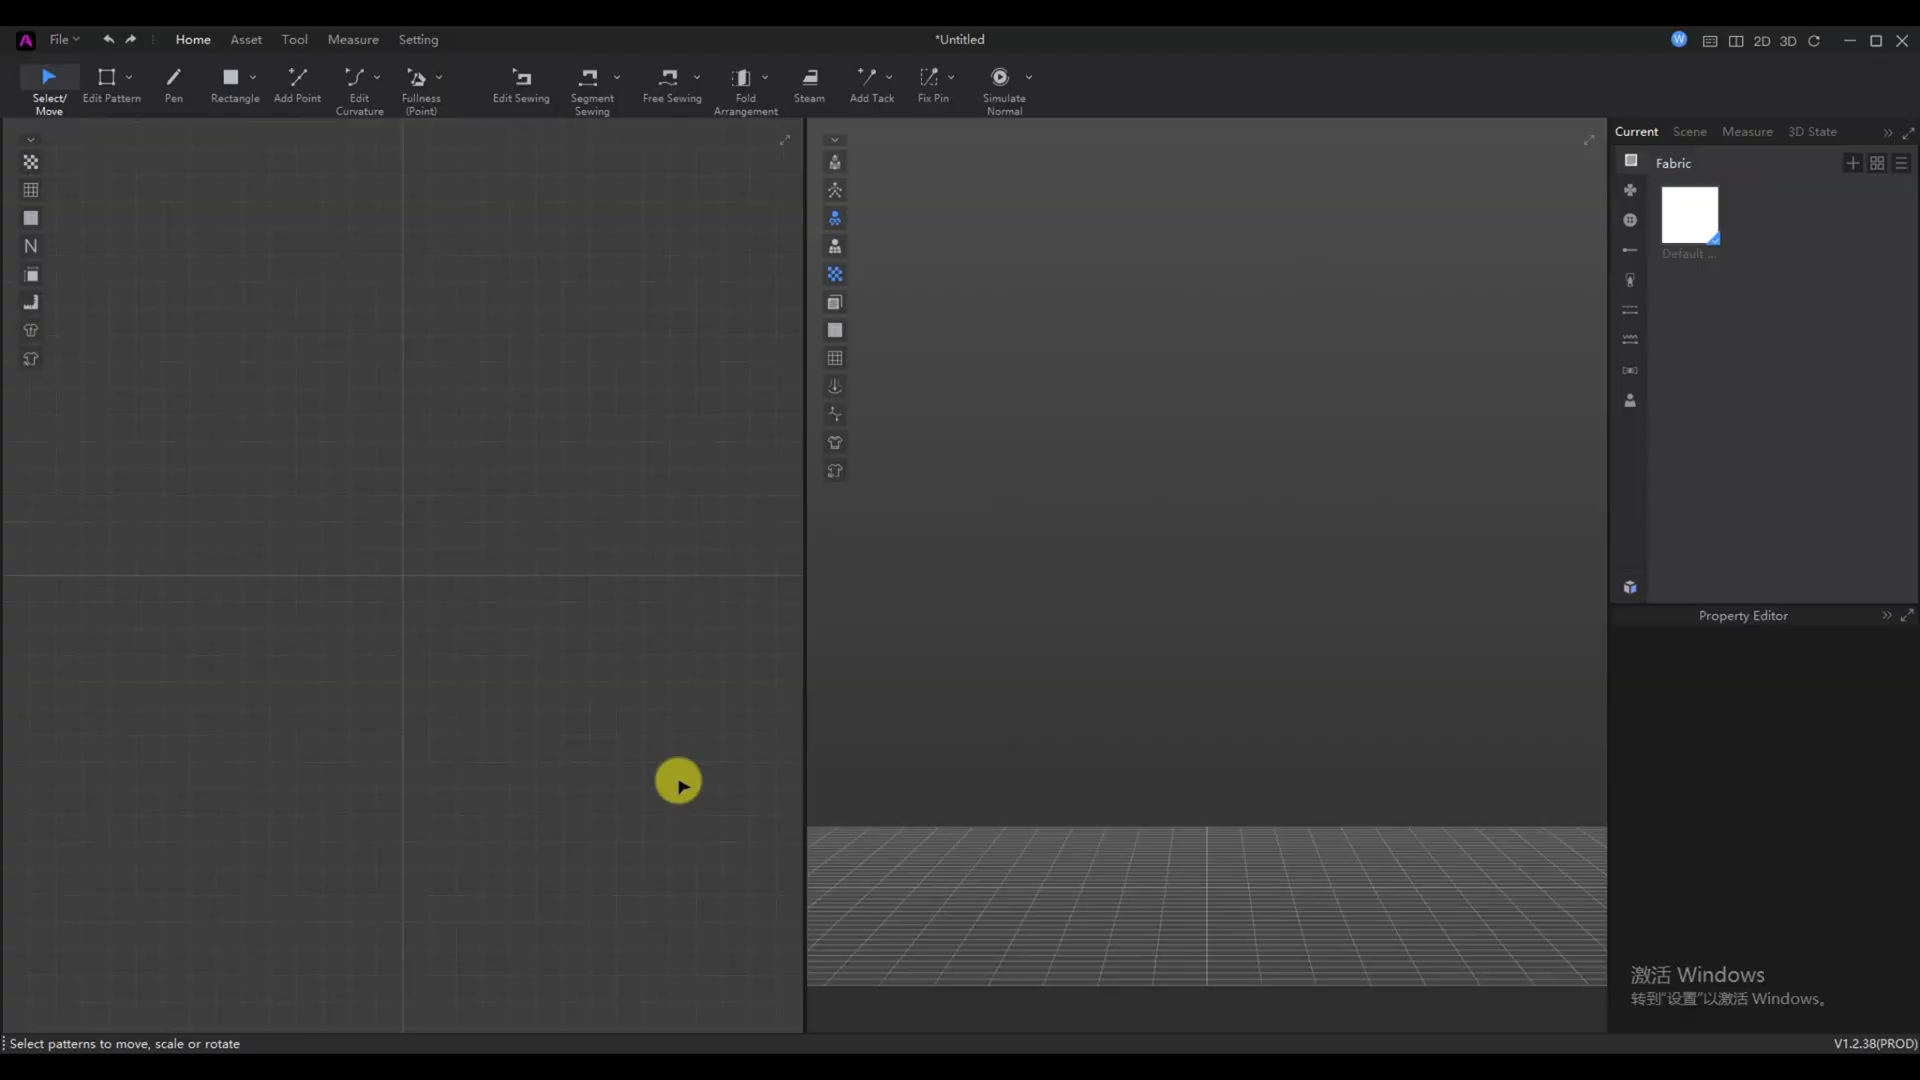 File Home Asset Tool Measure Setting *Untitled W 2D 3D
Select/ Move Edit Pattern Pen Rectangle Add Point Edit Curvature Fullness (Point) Edit Sewing Segment Sewing Free Sewing Fold Arrangement Steam Add Tack Fix Pin Simulate Normal
Current Scene Measure 3D State
Fabric
N
Default ...
Property Editor
激活 Windows
转到"设置"以激活 Windows。
Select patterns to move, scale or rotate V1.2.38(PROD)